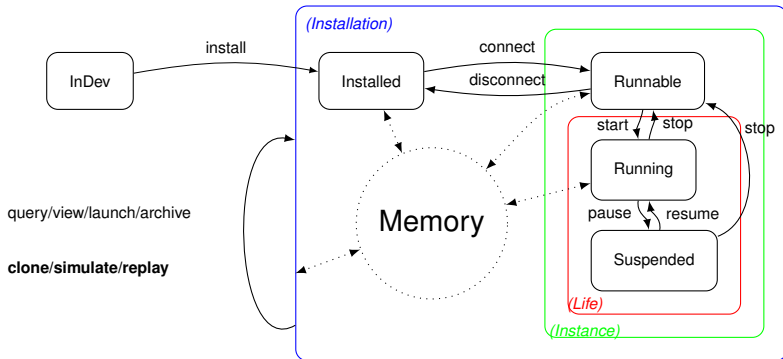 (Installation)
install
connect
InDev
Installed
disconnect
Runnable
start
stop
stop
Running
query/view/launch/archive
Memory
pause
resume
clone/simulate/replay
Suspended
(Life)
(Instance)